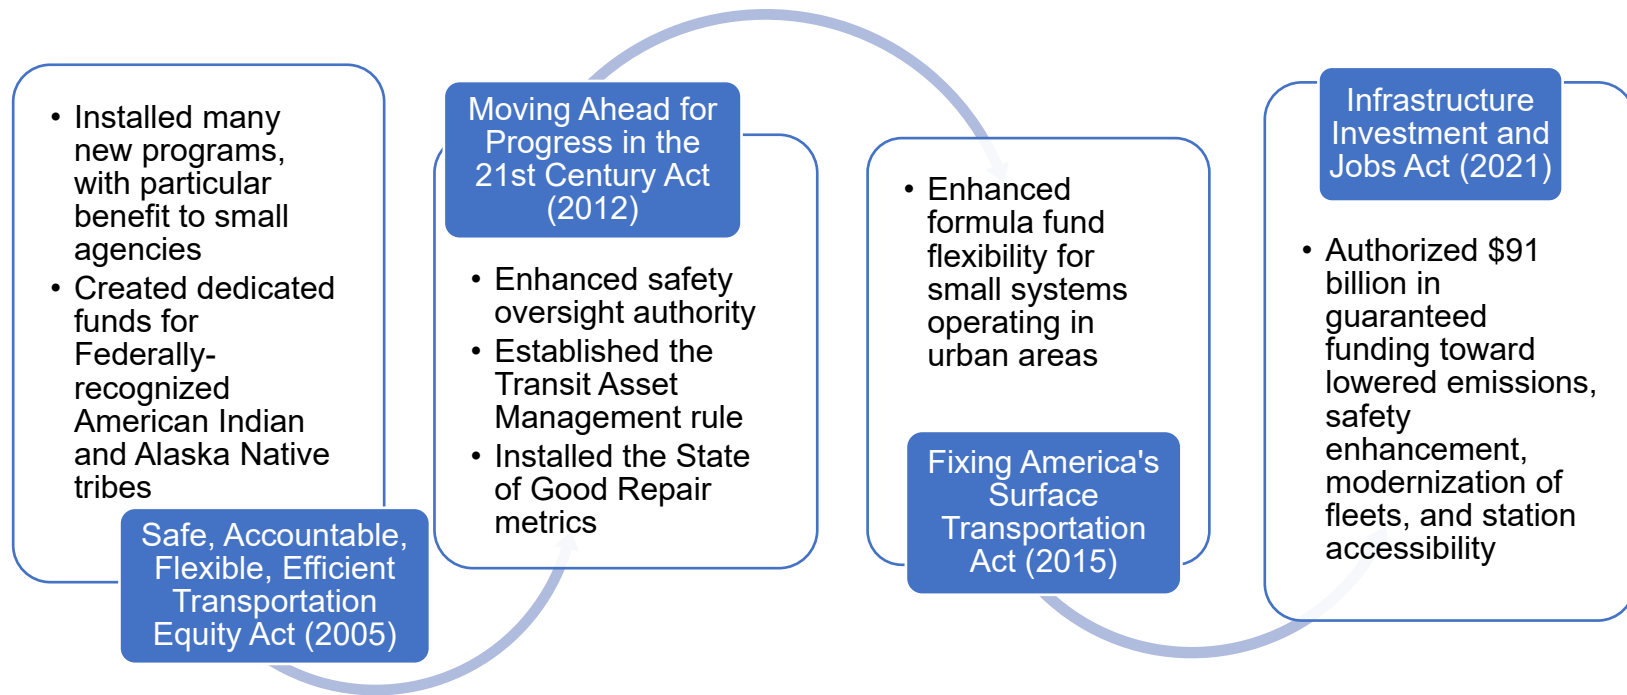 • Installed many
new programs,
with particular
benefit to small
agencies
• Created dedicated
funds for
Federally-
recognized
American Indian
and Alaska Native
tribes
Safe, Accountable,
Flexible, Efficient
Transportation
Equity Act (2005)
Moving Ahead for
Progress in the
21st Century Act
(2012)
• Enhanced safety
oversight authority
• Established the
Transit Asset
Management rule
• Installed the State
of Good Repair
metrics
• Enhanced
formula fund
flexibility for
small systems
operating in
urban areas
Fixing America's
Surface
Transportation
Act (2015)
Infrastructure
Investment and
Jobs Act (2021)
• Authorized $91
billion in
guaranteed
funding toward
lowered emissions,
safety
enhancement,
modernization of
fleets, and station
accessibility